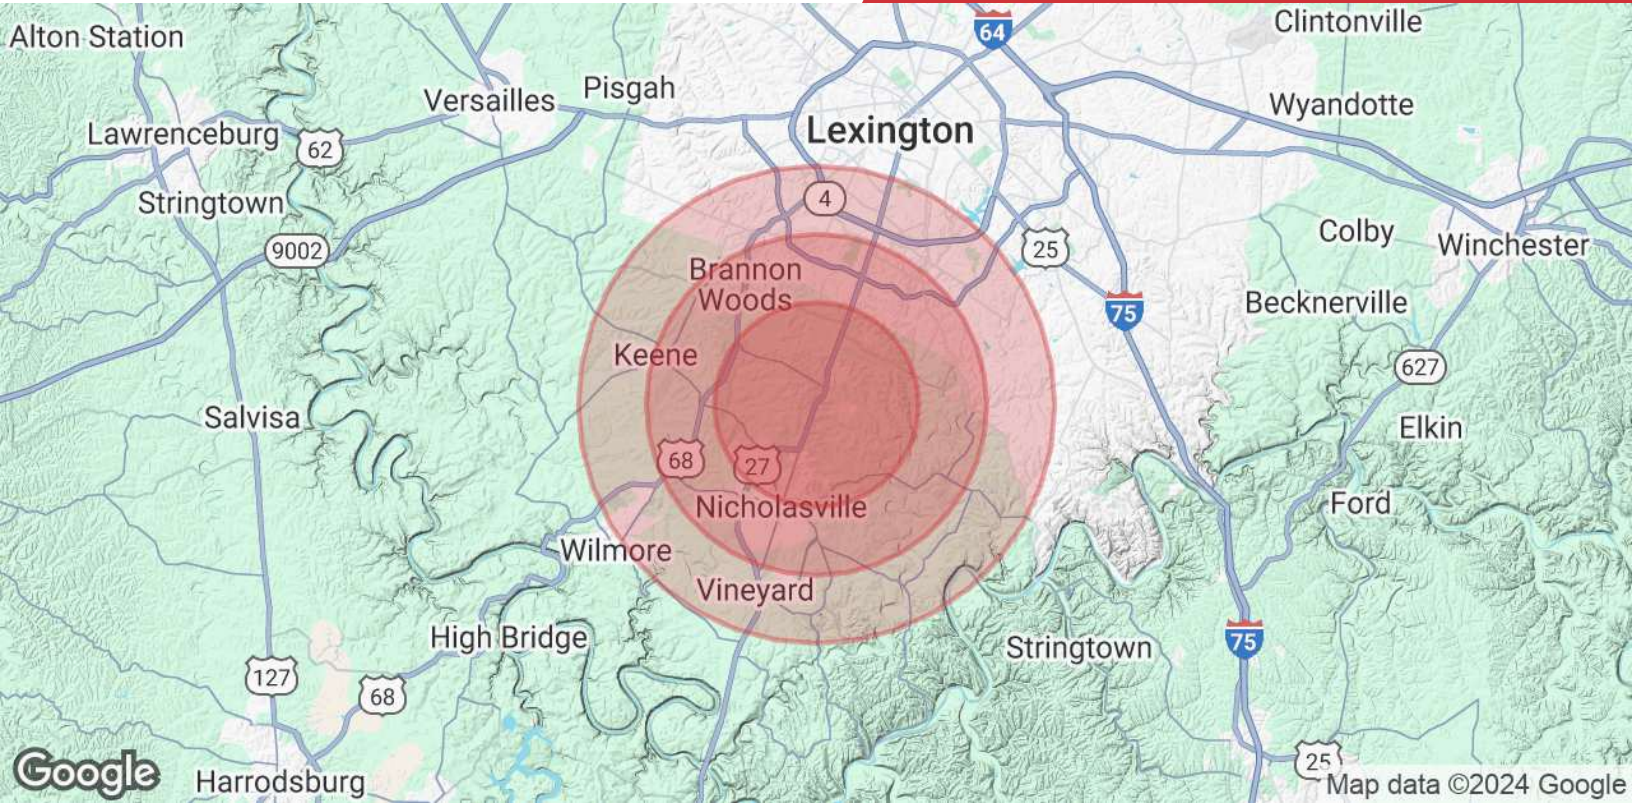 64
Clintonville
Alton Station
Pisgah
Versailles
Wyandotte
Lexington
Lawrenceburg
62
4
Stringtown
Colby
Winchester
9002
25
Brannon
Woods
Becknerville
75
Keene
627
Salvisa
Elkin
68
27
Nicholasville
Ford
Wilmore
Vineyard
High Bridge
Stringtown
75
127
68
25
Google
Harrodsburg
Map data ©2024 Google